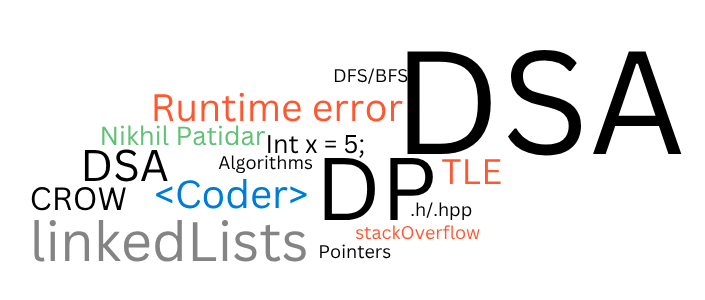 DSA
DFS/BFS
Runtime error
Nikhil Patidar
Int x = 5;
DSA
Algorithms
DP
TLE
CROW
<Coder>
.h/.hpp
linkedLists
stackOverflow
Pointers